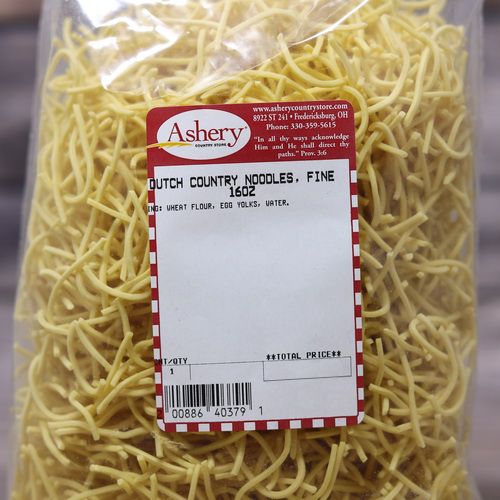 Ashery
COUNTRY STORE
www.asherycountrystore.com
8922 ST 241 • Fredericksburg, OH
Phone: 330-359-5615
"In all thy ways acknowledge
Him and He shall direct thy
paths." Prov. 3:6
DUTCH COUNTRY NOODLES, FINE
16OZ
ING: WHEAT FLOUR, EGG YOLKS, WATER.
NT/QTY **TOTAL PRICE**
1
00886 40379 1